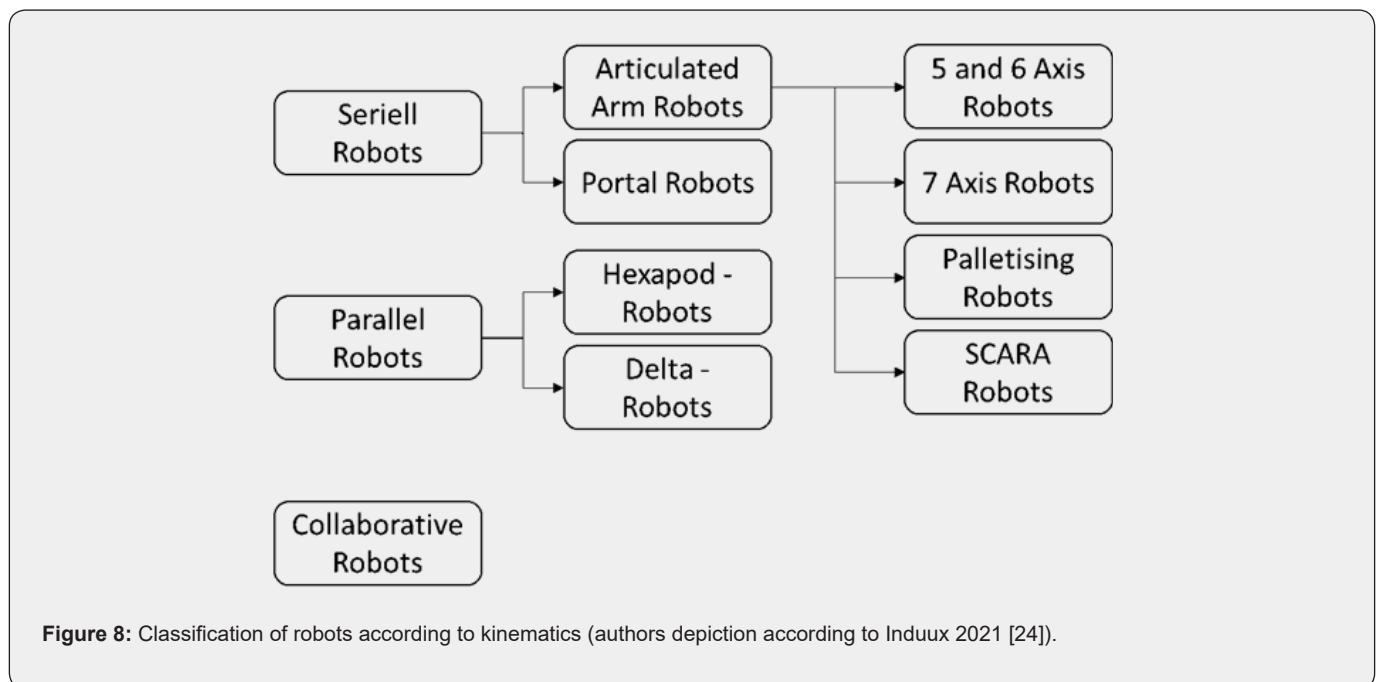 Seriell
Robots
Articulated
Arm Robots
Portal Robots
5 and 6 Axis
Robots
7 Axis Robots
Palletising
Robots
SCARA
Robots
Parallel
Robots
Hexapod -
Robots
Delta -
Robots
Collaborative
Robots
Figure 8: Classification of robots according to kinematics (authors depiction according to Induux 2021 [24]).